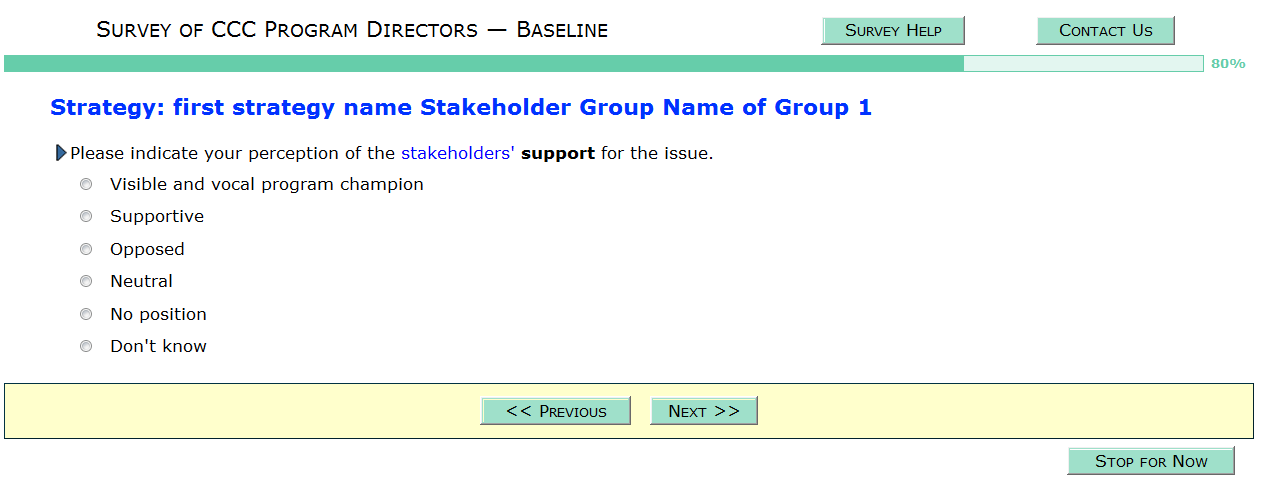 Survey of CCC Program Directors — Baseline
Survey Help
Contact Us
80%
Strategy: first strategy name Stakeholder Group Name of Group 1
Please indicate your perception of the stakeholders' support for the issue.
Visible and vocal program champion
Supportive
Opposed
Neutral
No position
Don't know
<< Previous
Next >>
Stop for Now